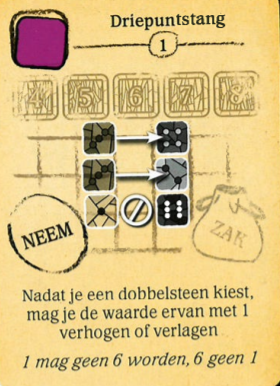 Driepuntstang
1
4 5 6 7 8
NEEM
ZAK
Nadat je een dobbelsteen kiest,
mag je de waarde ervan met 1
verhogen of verlagen
1 mag geen 6 worden, 6 geen 1